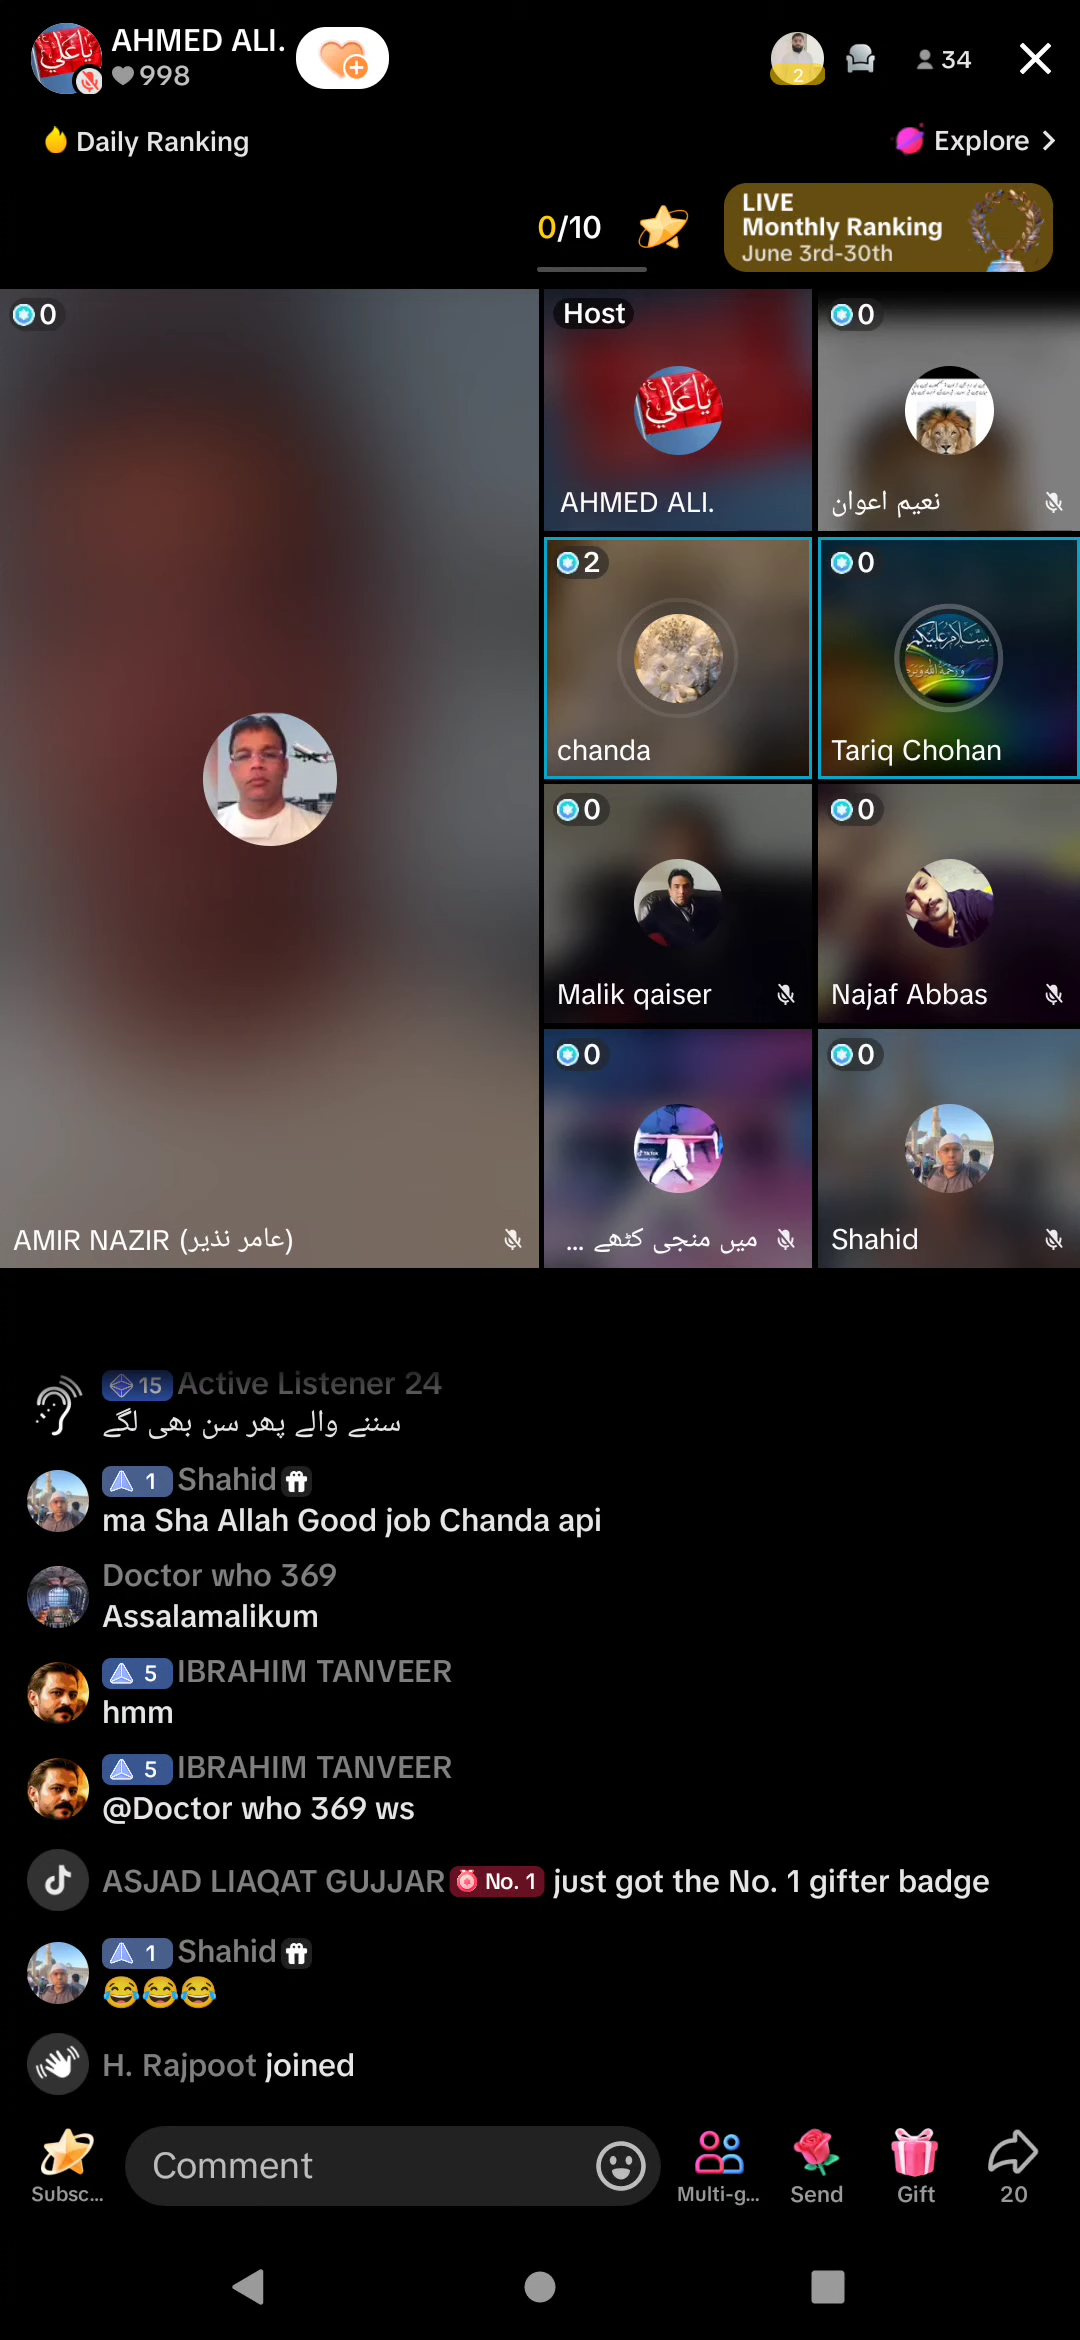 AHMED ALI.
998
2
34
Daily Ranking
Explore
0/10
LIVE
Monthly Ranking
June 3rd-30th
0
Host
0
یا علی
AHMED ALI.
نعیم اعوان
2
0
chanda
Tariq Chohan
0
0
Malik qaiser
Najaf Abbas
0
0
AMIR NAZIR (عامر نذیر)
میں منجی کٹھے ...
Shahid
15 Active Listener 24
سننے والے پھر سن بھی لگے
1 Shahid
ma Sha Allah Good job Chanda api
Doctor who 369
Assalamalikum
5 IBRAHIM TANVEER
hmm
5 IBRAHIM TANVEER
@Doctor who 369 ws
ASJAD LIAQAT GUJJAR No. 1 just got the No. 1 gifter badge
1 Shahid
😂😂😂
H. Rajpoot joined
Comment
Subsc...
Multi-g...
Send
Gift
20